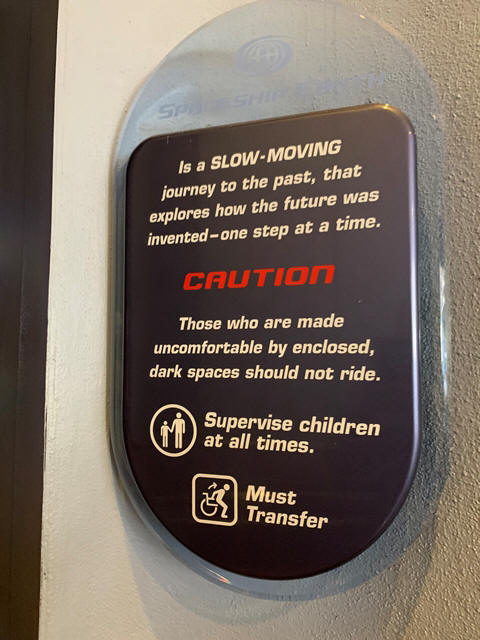 Spaceship Earth
Is a SLOW-MOVING
journey to the past, that
explores how the future was
invented–one step at a time.
CAUTION
Those who are made
uncomfortable by enclosed,
dark spaces should not ride.
Supervise children
at all times.
Must
Transfer